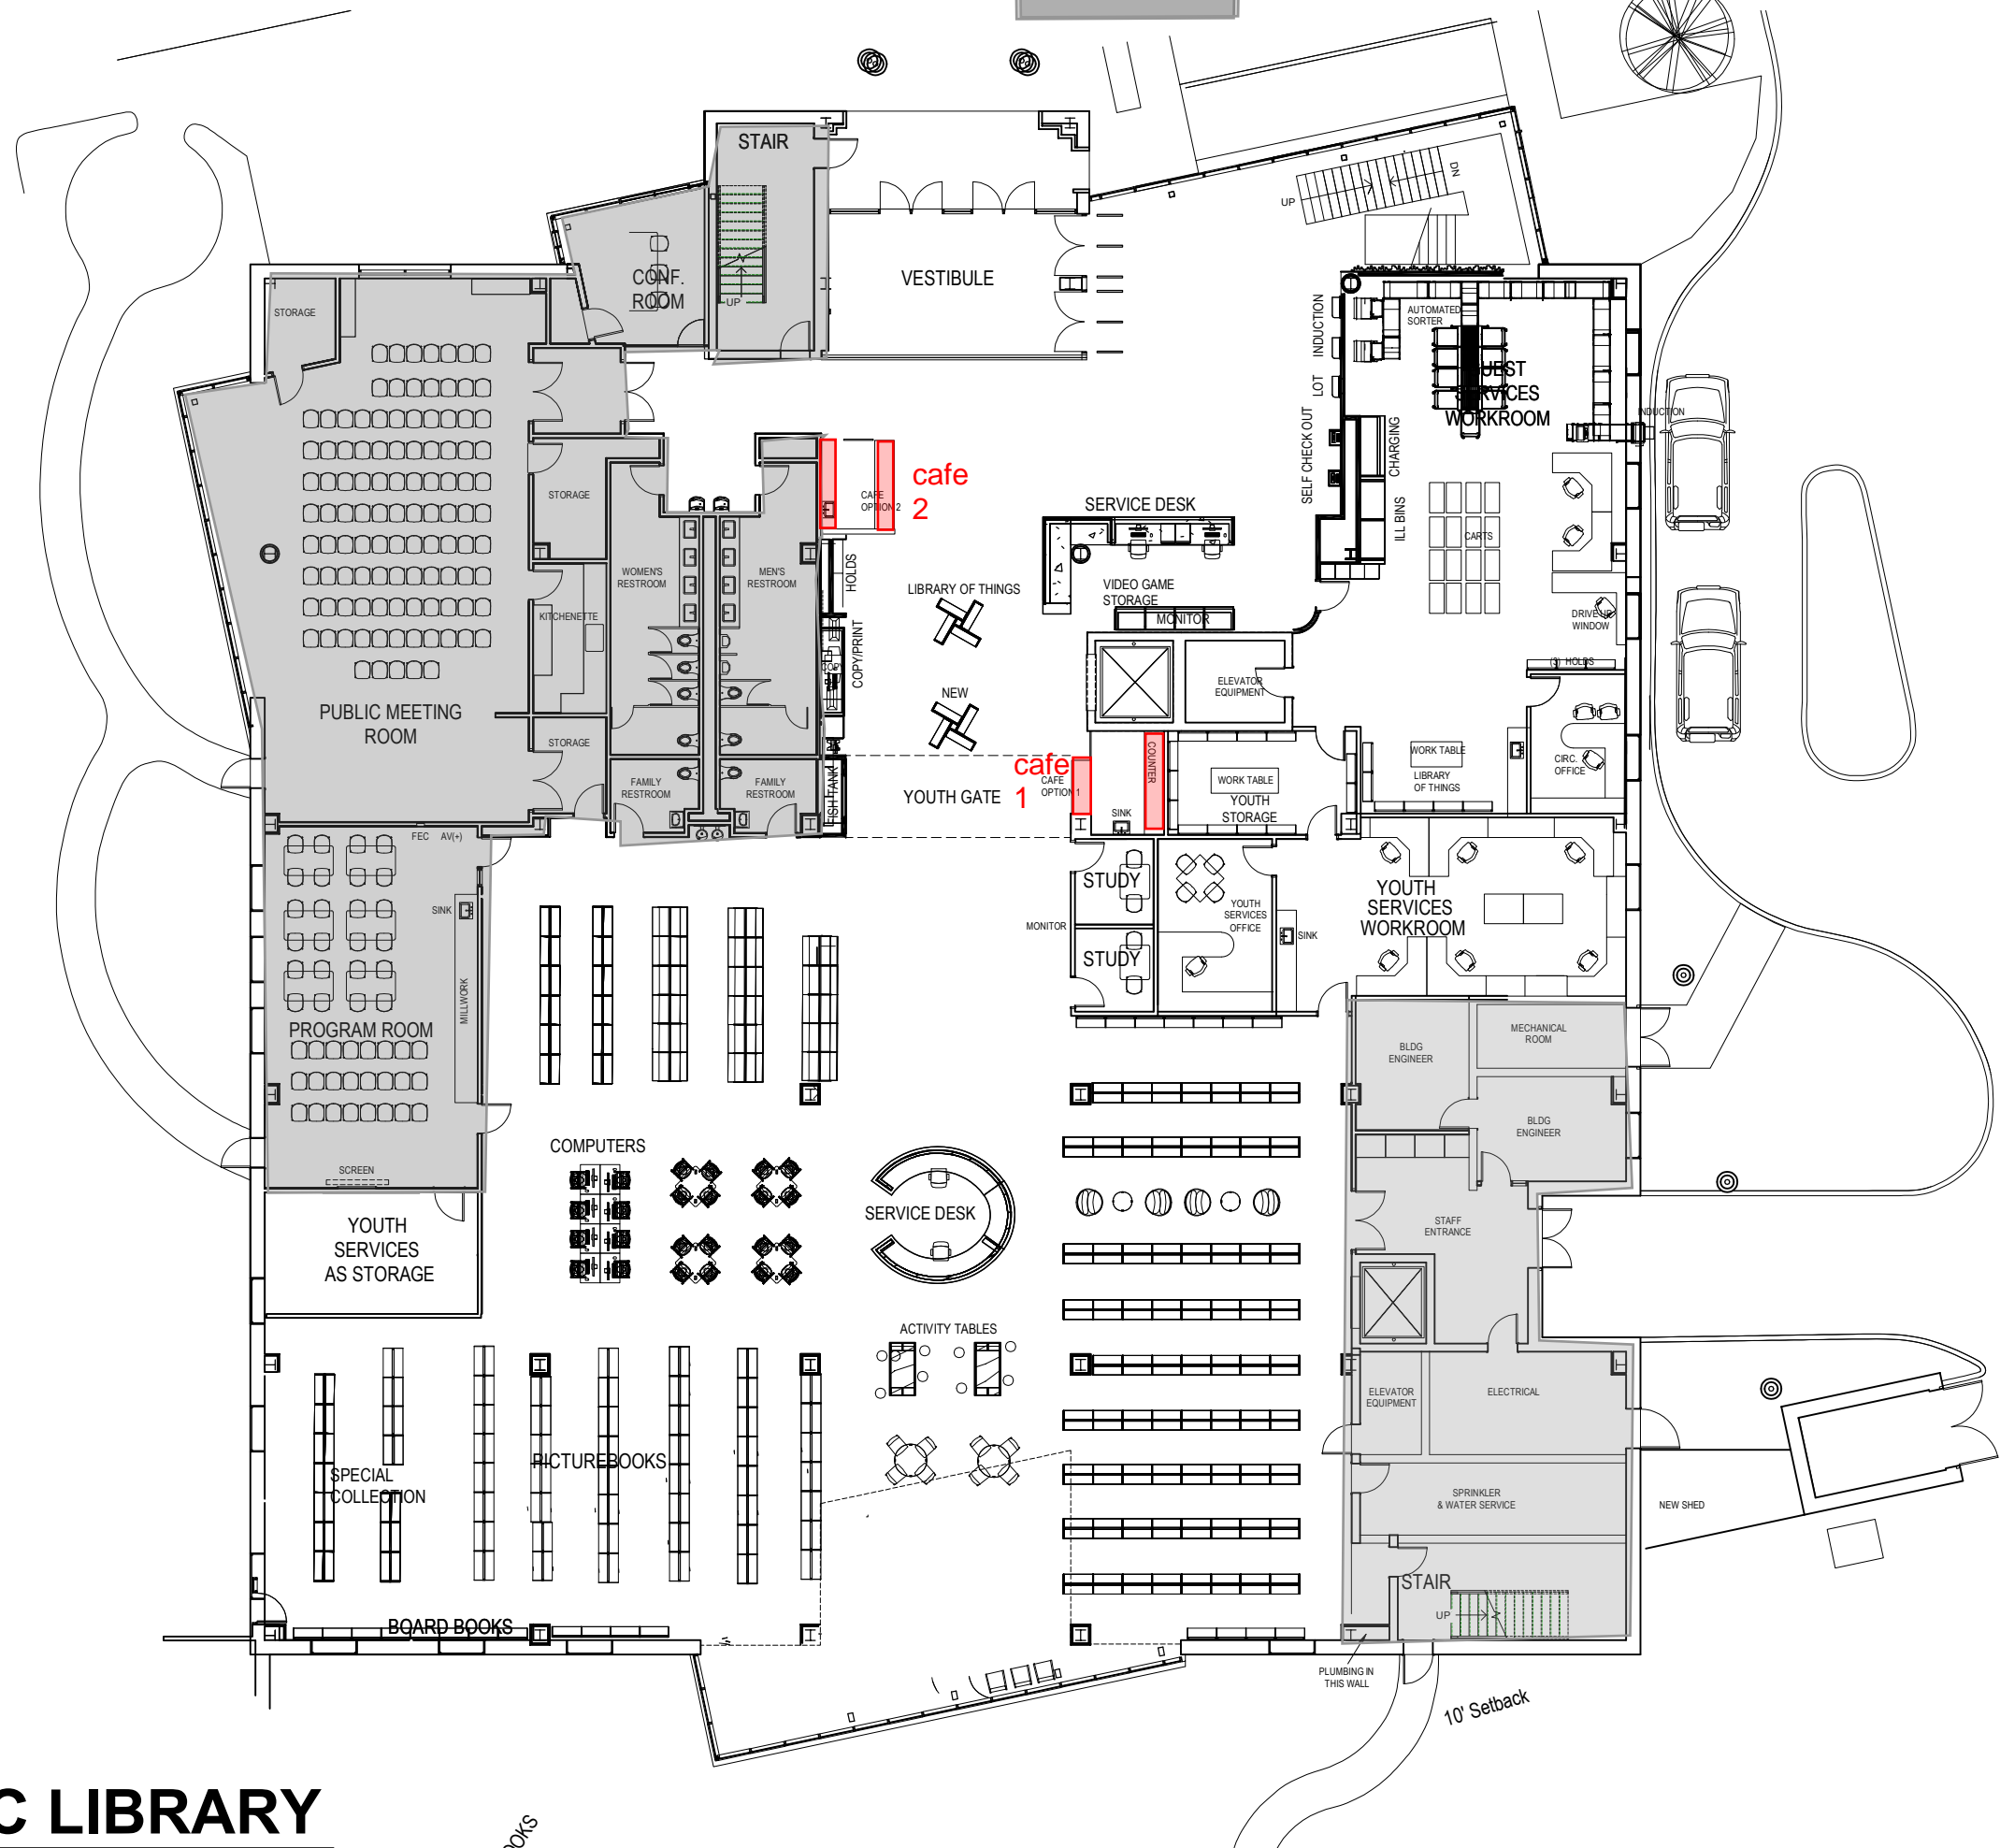 STAIR
DN
UP
CONF.
ROOM
UP
VESTIBULE
STORAGE
INDUCTION
INDUCTION
LOT
SELF CHECK OUT
AUTOMATED
SORTER
SERVICES
WORKROOM
INDUCTION
CHARGING
ILL BINS
CARTS
cafe
2
CAFE
OPTION 2
STORAGE
SERVICE DESK
HOLDS
WOMEN'S
RESTROOM
MEN'S
RESTROOM
LIBRARY OF THINGS
VIDEO GAME
STORAGE
MONITOR
KITCHENETTE
DRIVE UP
WINDOW
COPY/PRINT
COPY
(3) HOLDS
ELEVATOR
EQUIPMENT
NEW
PUBLIC MEETING
ROOM
STORAGE
COUNTER
WORK TABLE
LIBRARY
OF THINGS
CIRC.
OFFICE
cafe
1
CAFE
OPTION 1
FAMILY
RESTROOM
FAMILY
RESTROOM
FISH TANK
YOUTH GATE
WORK TABLE
YOUTH
STORAGE
SINK
FEC AV(+)
STUDY
YOUTH
SERVICES
WORKROOM
SINK
YOUTH
SERVICES
OFFICE
MONITOR
SINK
STUDY
MILLWORK
PROGRAM ROOM
MECHANICAL
ROOM
BLDG
ENGINEER
BLDG
ENGINEER
COMPUTERS
SCREEN
SERVICE DESK
YOUTH
SERVICES
AS STORAGE
STAFF
ENTRANCE
ACTIVITY TABLES
ELEVATOR
EQUIPMENT
ELECTRICAL
PICTUREBOOKS
SPECIAL
COLLECTION
SPRINKLER
& WATER SERVICE
NEW SHED
STAIR
UP
BOARD BOOKS
PLUMBING IN
THIS WALL
10' Setback
C LIBRARY
OOKS